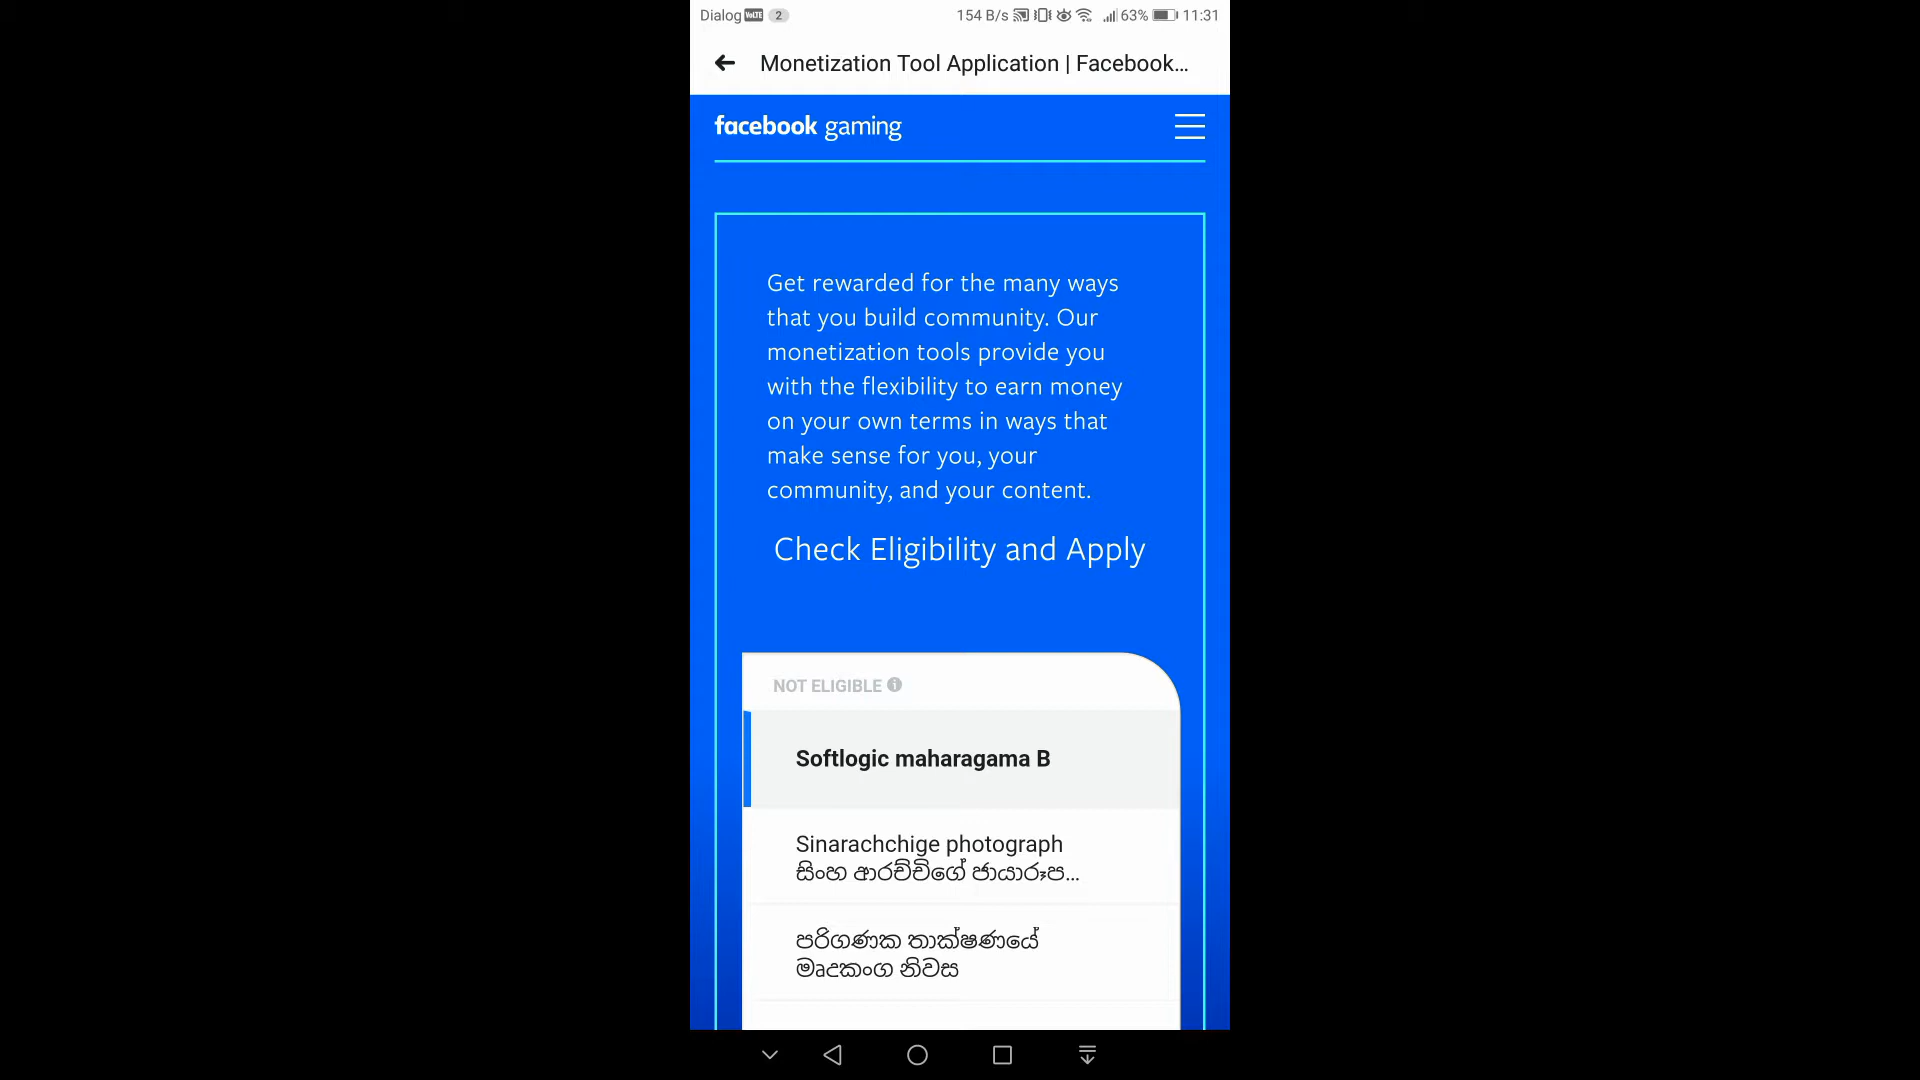 Dialog VoLTE 2 154 B/s 63% 11:31
Monetization Tool Application | Facebook...
facebook gaming
Get rewarded for the many ways
that you build community. Our
monetization tools provide you
with the flexibility to earn money
on your own terms in ways that
make sense for you, your
community, and your content.
Check Eligibility and Apply
NOT ELIGIBLE
Softlogic maharagama B
Sinarachchige photograph
සිංහ ආරච්චිගේ ජායාරූප...
පරිගණක තාක්ෂණයේ
මෘදුකංග නිවස